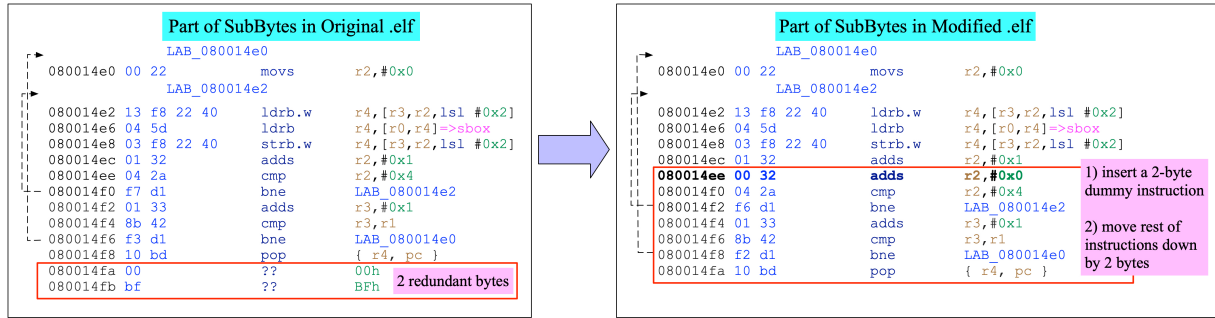 Part of SubBytes in Original .elf
LAB_080014e0
080014e0 00 22 movs r2,#0x0
LAB_080014e2
080014e2 13 f8 22 40 ldrb.w r4,[r3,r2,lsl #0x2]
080014e6 04 5d ldrb r4,[r0,r4]=>sbox
080014e8 03 f8 22 40 strb.w r4,[r3,r2,lsl #0x2]
080014ec 01 32 adds r2,#0x1
080014ee 04 2a cmp r2,#0x4
080014f0 f7 d1 bne LAB_080014e2
080014f2 01 33 adds r3,#0x1
080014f4 8b 42 cmp r3,r1
080014f6 f3 d1 bne LAB_080014e0
080014f8 10 bd pop { r4, pc }
080014fa 00 ?? 00h
080014fb bf ?? BFh
2 redundant bytes
Part of SubBytes in Modified .elf
LAB_080014e0
080014e0 00 22 movs r2,#0x0
LAB_080014e2
080014e2 13 f8 22 40 ldrb.w r4,[r3,r2,lsl #0x2]
080014e6 04 5d ldrb r4,[r0,r4]=>sbox
080014e8 03 f8 22 40 strb.w r4,[r3,r2,lsl #0x2]
080014ec 01 32 adds r2,#0x1
080014ee 00 32 adds r2,#0x0
080014f0 04 2a cmp r2,#0x4
080014f2 f6 d1 bne LAB_080014e2
080014f4 01 33 adds r3,#0x1
080014f6 8b 42 cmp r3,r1
080014f8 f2 d1 bne LAB_080014e0
080014fa 10 bd pop { r4, pc }
1) insert a 2-byte
dummy instruction
2) move rest of
instructions down
by 2 bytes